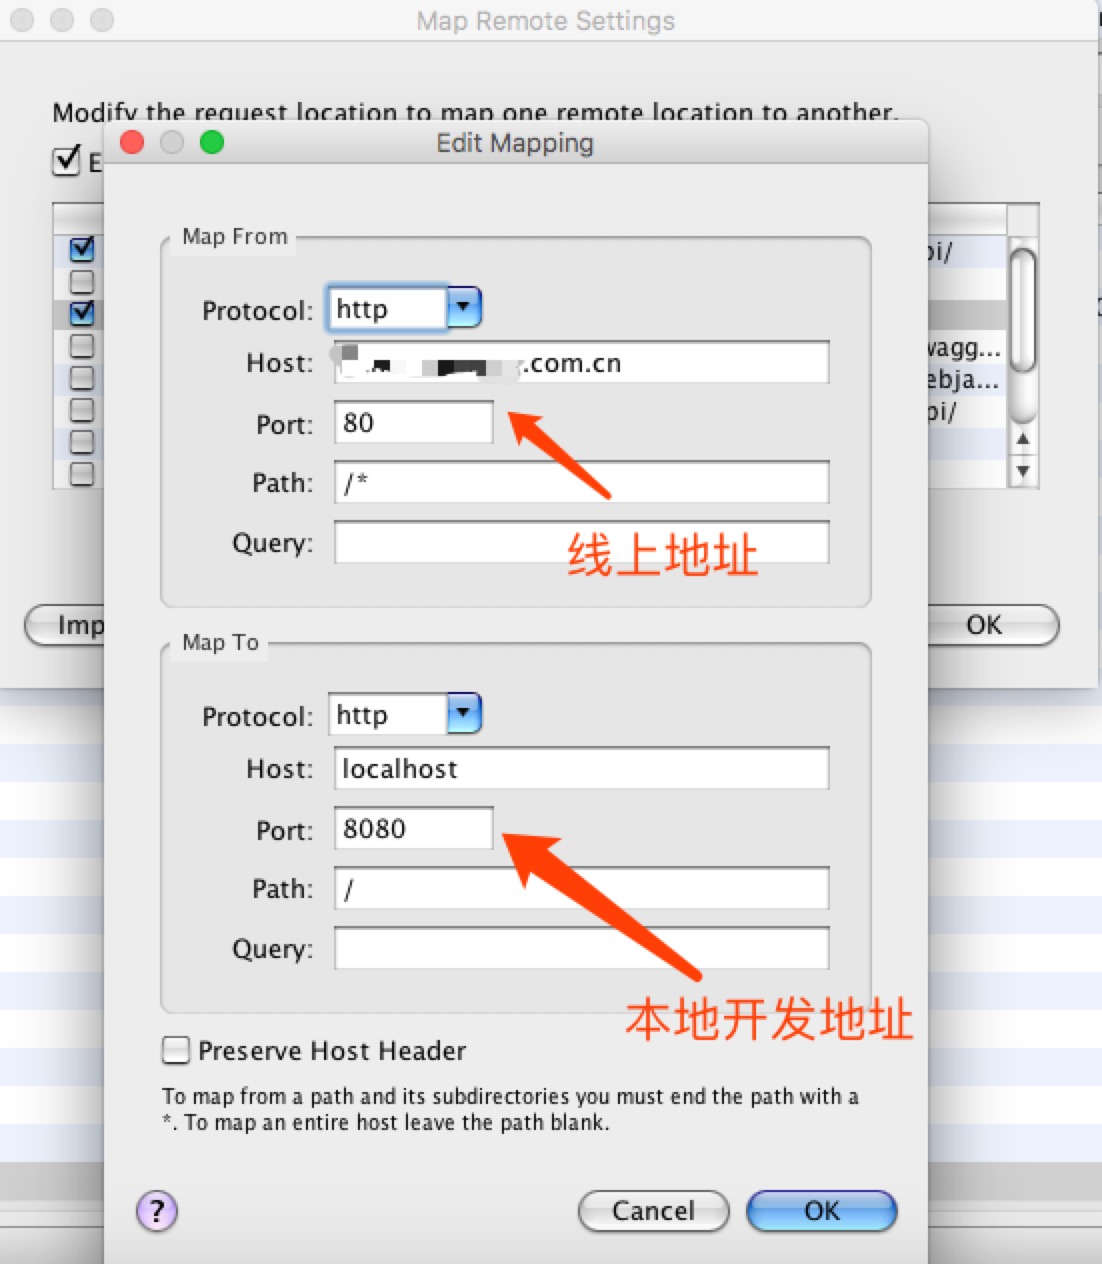 Map Remote Settings
Modify the request location to map one remote location to another.
E
Edit Mapping
Map From
pi/
Protocol: http
Host: .com.cn
wagg...
ebja...
Port: 80
pi/
Path: /*
线上地址
Query:
Imp
OK
Map To
Protocol: http
Host: localhost
Port: 8080
Path: /
Query:
本地开发地址
Preserve Host Header
To map from a path and its subdirectories you must end the path with a
*. To map an entire host leave the path blank.
?
Cancel
OK